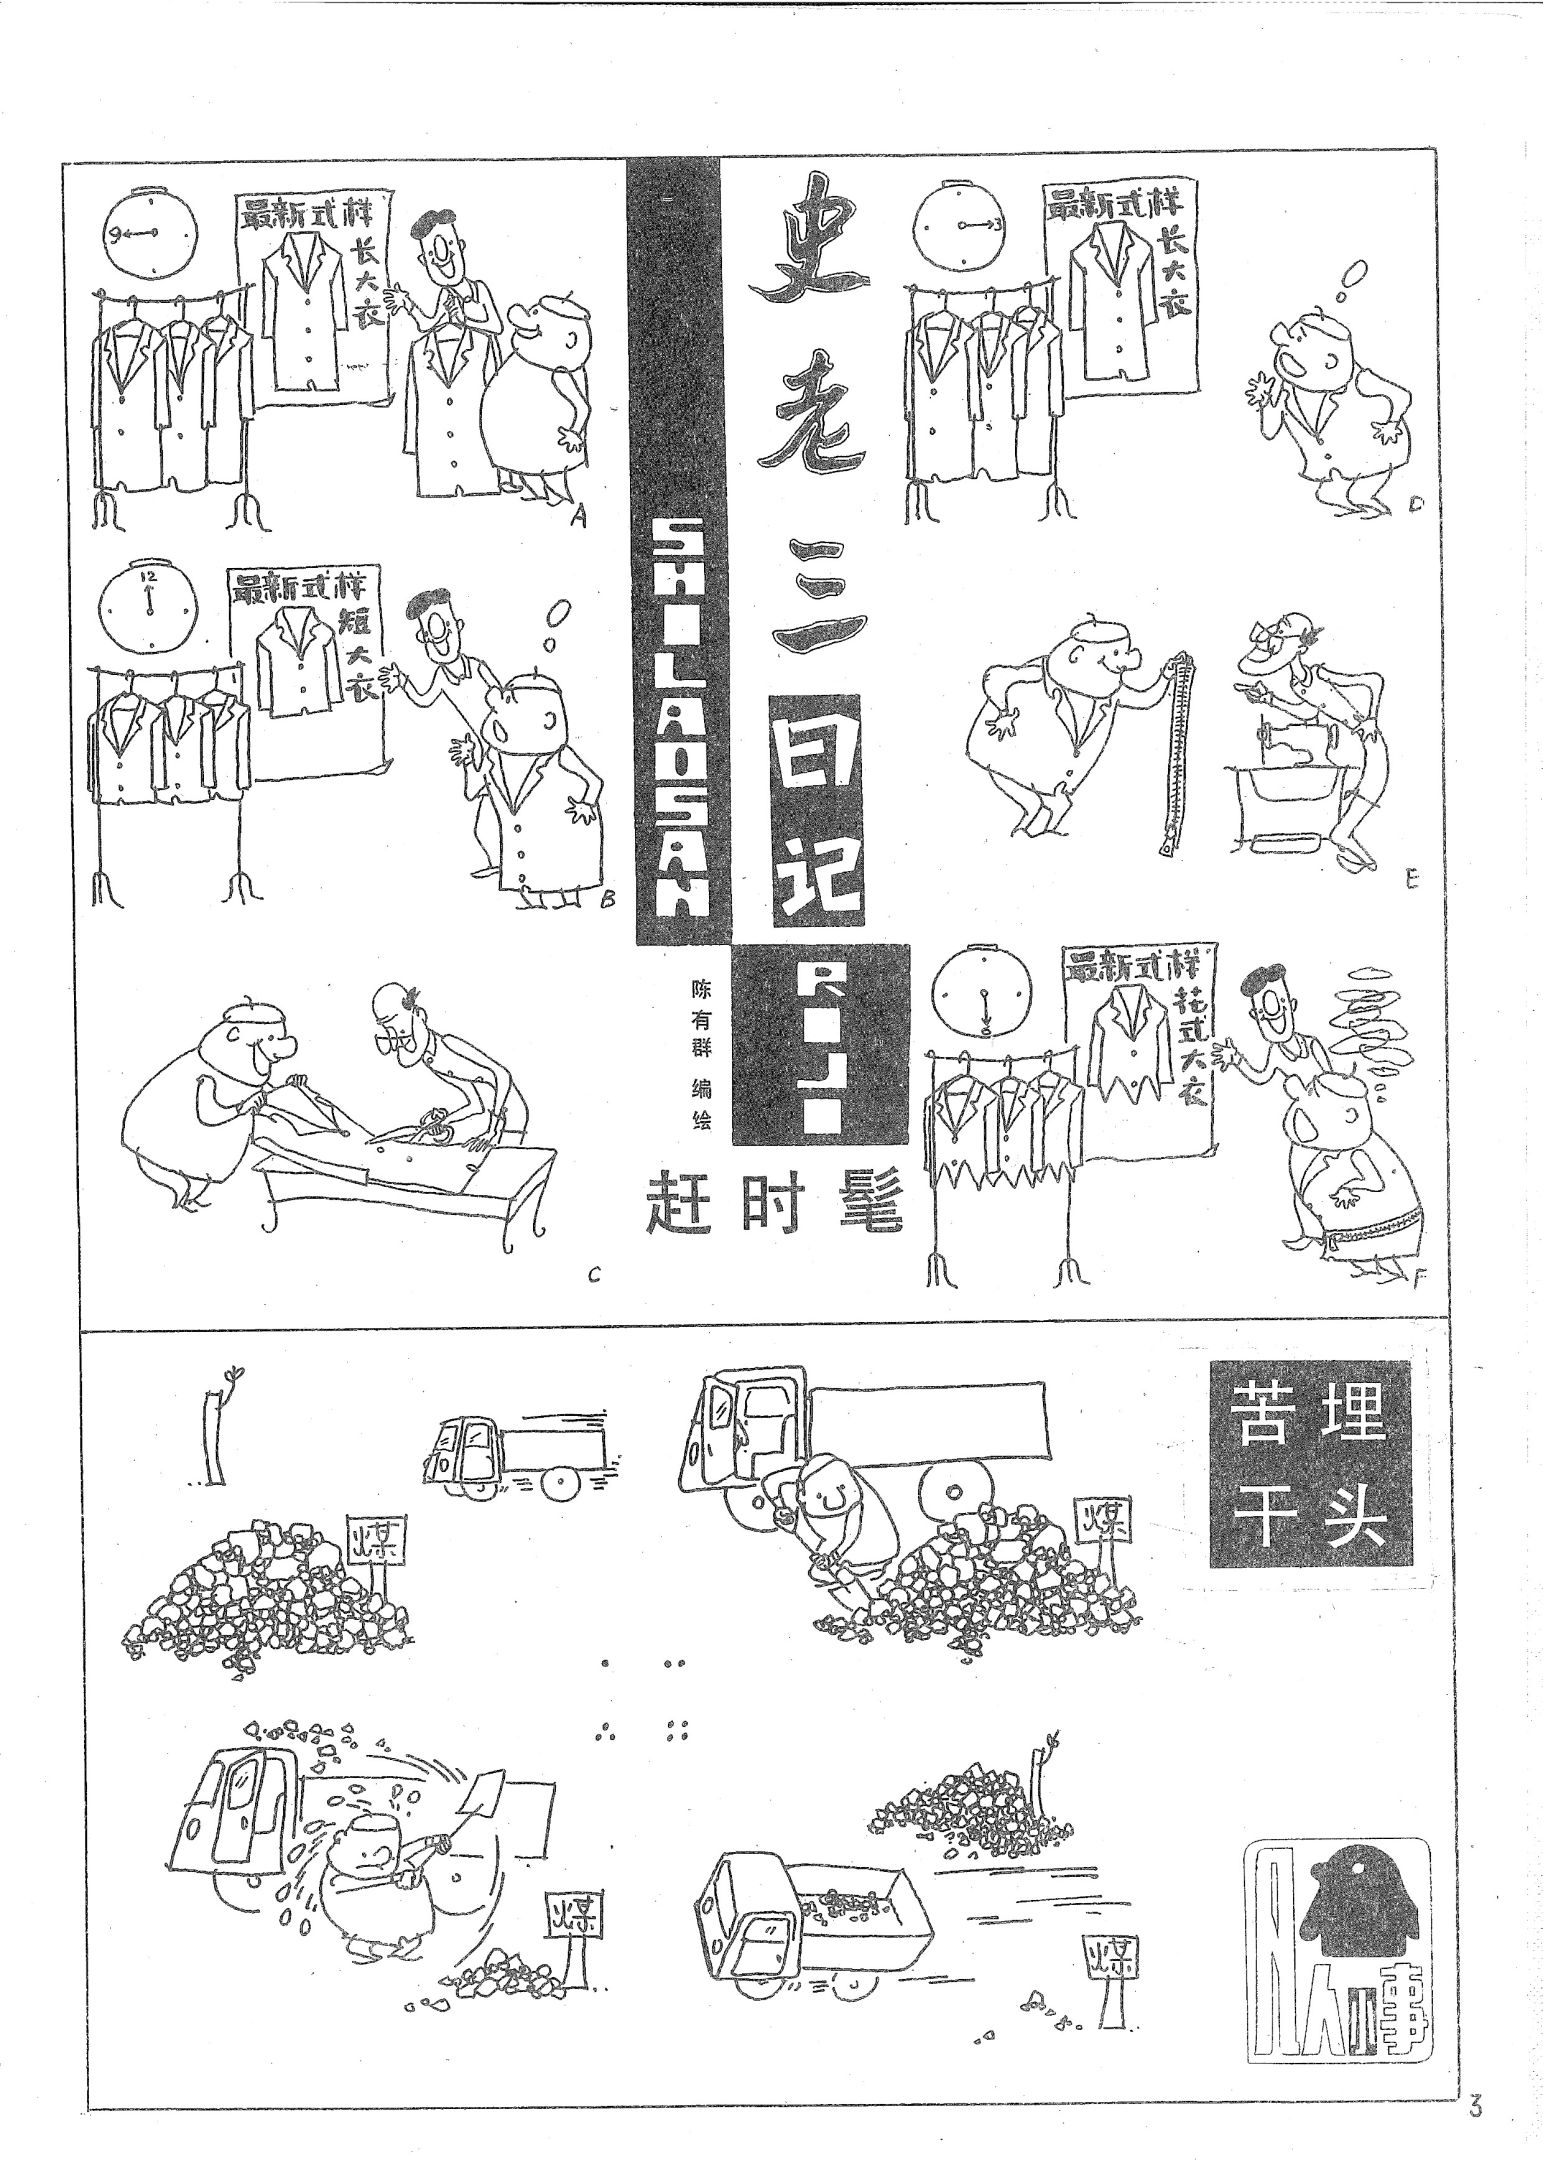 史老三
日记
SHILAOSAN
RIJI
陈有群 编绘
赶时髦
9
最新式样
长大衣
A
12
最新式样
短大衣
B
C
3
最新式样
长大衣
D
E
6
最新式样
花式大衣
F
埋头
苦干
煤
煤
煤
煤
凡人小事
3